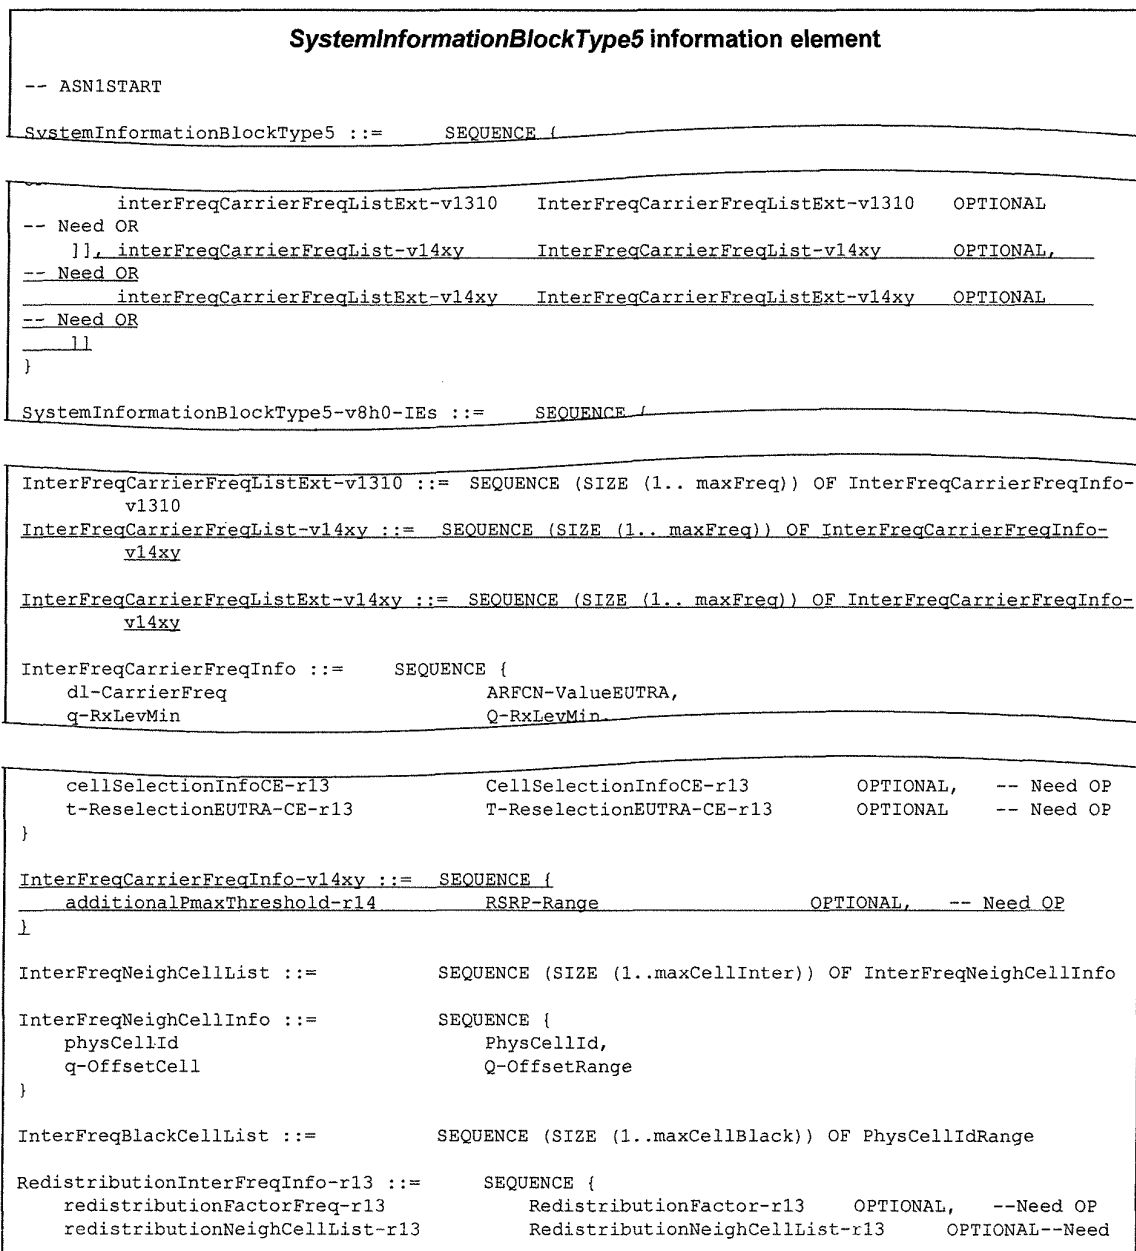 SystemInformationBlockType5 information element
-- ASN1START
SystemInformationBlockType5 ::= SEQUENCE {
interFreqCarrierFreqListExt-v1310 InterFreqCarrierFreqListExt-v1310 OPTIONAL
-- Need OR
]], interFreqCarrierFreqList-v14xy InterFreqCarrierFreqList-v14xy OPTIONAL,
-- Need OR
interFreqCarrierFreqListExt-v14xy InterFreqCarrierFreqListExt-v14xy OPTIONAL
-- Need OR
]]
}
SystemInformationBlockType5-v8h0-IEs ::= SEQUENCE {
InterFreqCarrierFreqListExt-v1310 ::= SEQUENCE (SIZE (1.. maxFreq)) OF InterFreqCarrierFreqInfo-
v1310
InterFreqCarrierFreqList-v14xy ::= SEQUENCE (SIZE (1.. maxFreq)) OF InterFreqCarrierFreqInfo-
v14xy
InterFreqCarrierFreqListExt-v14xy ::= SEQUENCE (SIZE (1.. maxFreq)) OF InterFreqCarrierFreqInfo-
v14xy
InterFreqCarrierFreqInfo ::= SEQUENCE {
dl-CarrierFreq ARFCN-ValueEUTRA,
q-RxLevMin Q-RxLevMin,
cellSelectionInfoCE-r13 CellSelectionInfoCE-r13 OPTIONAL, -- Need OP
t-ReselectionEUTRA-CE-r13 T-ReselectionEUTRA-CE-r13 OPTIONAL -- Need OP
}
InterFreqCarrierFreqInfo-v14xy ::= SEQUENCE {
additionalPmaxThreshold-r14 RSRP-Range OPTIONAL, -- Need OP
}
InterFreqNeighCellList ::= SEQUENCE (SIZE (1..maxCellInter)) OF InterFreqNeighCellInfo
InterFreqNeighCellInfo ::= SEQUENCE {
physCellId PhysCellId,
q-OffsetCell Q-OffsetRange
}
InterFreqBlackCellList ::= SEQUENCE (SIZE (1..maxCellBlack)) OF PhysCellIdRange
RedistributionInterFreqInfo-r13 ::= SEQUENCE {
redistributionFactorFreq-r13 RedistributionFactor-r13 OPTIONAL, --Need OP
redistributionNeighCellList-r13 RedistributionNeighCellList-r13 OPTIONAL--Need